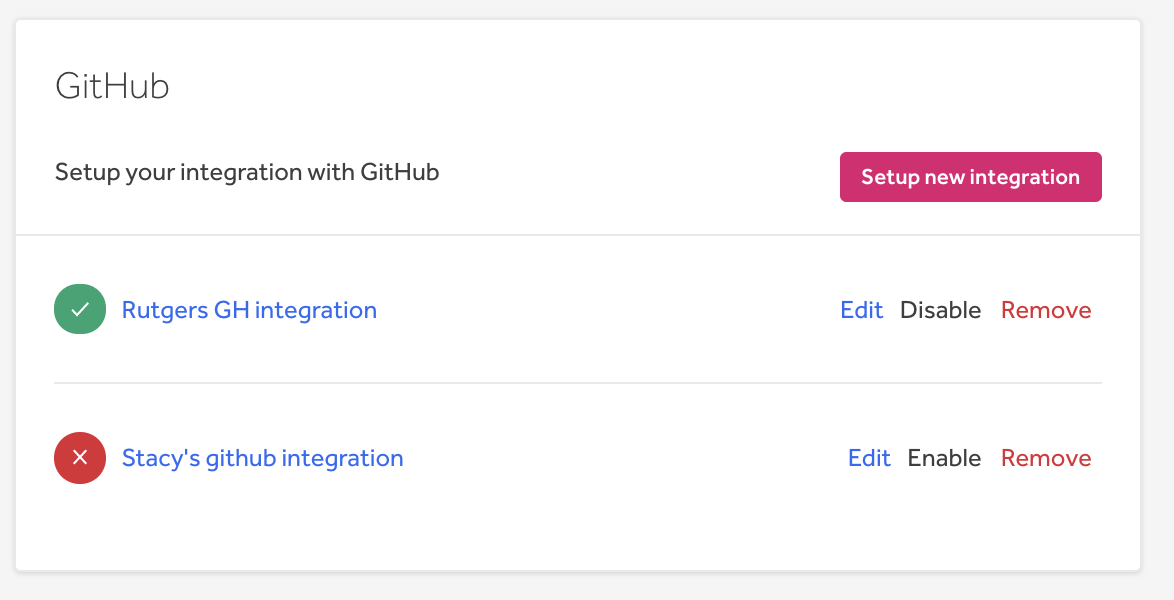 GitHub
Setup your integration with GitHub
Setup new integration
Rutgers GH integration
Edit Disable Remove
Stacy's github integration
Edit Enable Remove